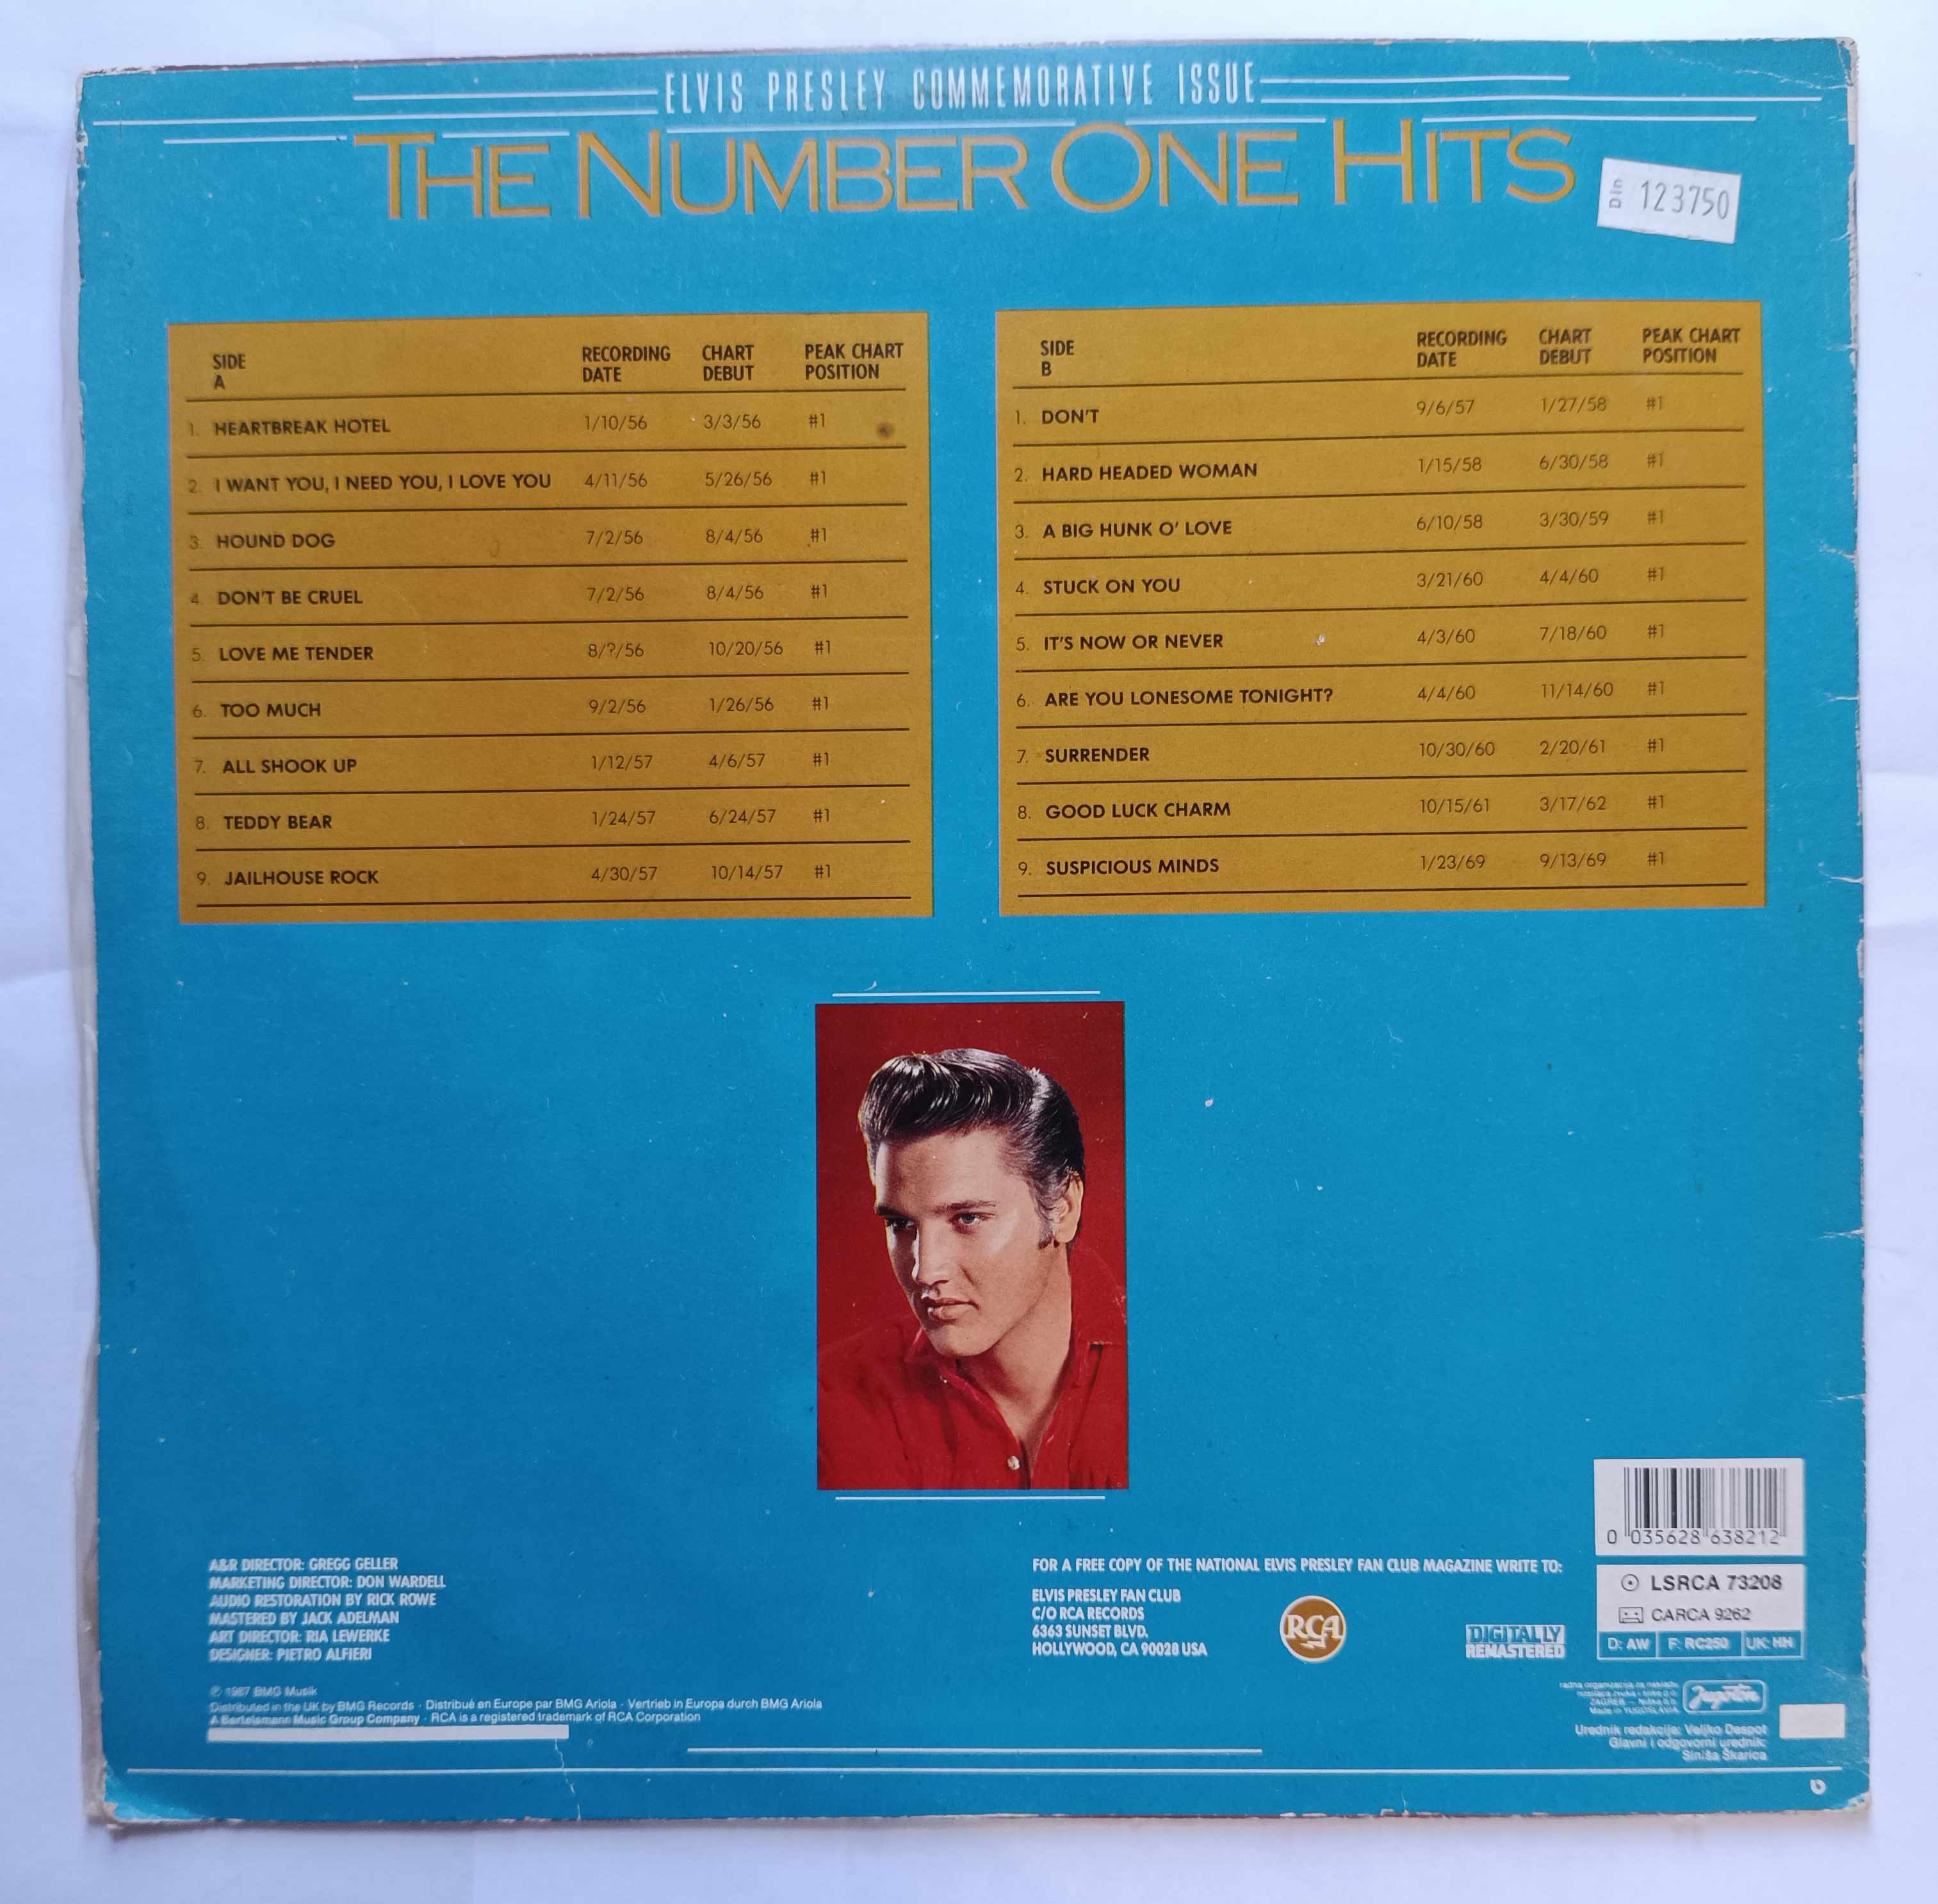 ELVIS PRESLEY COMMEMORATIVE ISSUE
THE NUMBER ONE HITS
Din 123750
SIDE A RECORDING DATE CHART DEBUT PEAK CHART POSITION
1. HEARTBREAK HOTEL 1/10/56 3/3/56 #1
2. I WANT YOU, I NEED YOU, I LOVE YOU 4/11/56 5/26/56 #1
3. HOUND DOG 7/2/56 8/4/56 #1
4. DON'T BE CRUEL 7/2/56 8/4/56 #1
5. LOVE ME TENDER 8/?/56 10/20/56 #1
6. TOO MUCH 9/2/56 1/26/56 #1
7. ALL SHOOK UP 1/12/57 4/6/57 #1
8. TEDDY BEAR 1/24/57 6/24/57 #1
9. JAILHOUSE ROCK 4/30/57 10/14/57 #1
SIDE B RECORDING DATE CHART DEBUT PEAK CHART POSITION
1. DON'T 9/6/57 1/27/58 #1
2. HARD HEADED WOMAN 1/15/58 6/30/58 #1
3. A BIG HUNK O' LOVE 6/10/58 3/30/59 #1
4. STUCK ON YOU 3/21/60 4/4/60 #1
5. IT'S NOW OR NEVER 4/3/60 7/18/60 #1
6. ARE YOU LONESOME TONIGHT? 4/4/60 11/14/60 #1
7. SURRENDER 10/30/60 2/20/61 #1
8. GOOD LUCK CHARM 10/15/61 3/17/62 #1
9. SUSPICIOUS MINDS 1/23/69 9/13/69 #1
A&R DIRECTOR: GREGG GELLER
MARKETING DIRECTOR: DON WARDELL
AUDIO RESTORATION BY RICK ROWE
MASTERED BY JACK ADELMAN
ART DIRECTOR: RIA LEWERKE
DESIGNER: PIETRO ALFIERI
℗ 1987 BMG Musik
Distributed in the UK by BMG Records · Distribué en Europe par BMG Ariola · Vertrieb in Europa durch BMG Ariola
A Bertelsmann Music Group Company · RCA is a registered trademark of RCA Corporation
FOR A FREE COPY OF THE NATIONAL ELVIS PRESLEY FAN CLUB MAGAZINE WRITE TO:
ELVIS PRESLEY FAN CLUB
C/O RCA RECORDS
6363 SUNSET BLVD.
HOLLYWOOD, CA 90028 USA
RCA
DIGITALLY
REMASTERED
0 035628 638212
LSRCA 73208
CARCA 9262
D: AW F: RC250 UK: HH
radna organizacija za nakladu
ZAGREB
Made in YUGOSLAVIA
Jugoton
Urednik redakcije: Veljko Despot
Glavni i odgovorni urednik:
Siniša Škarica